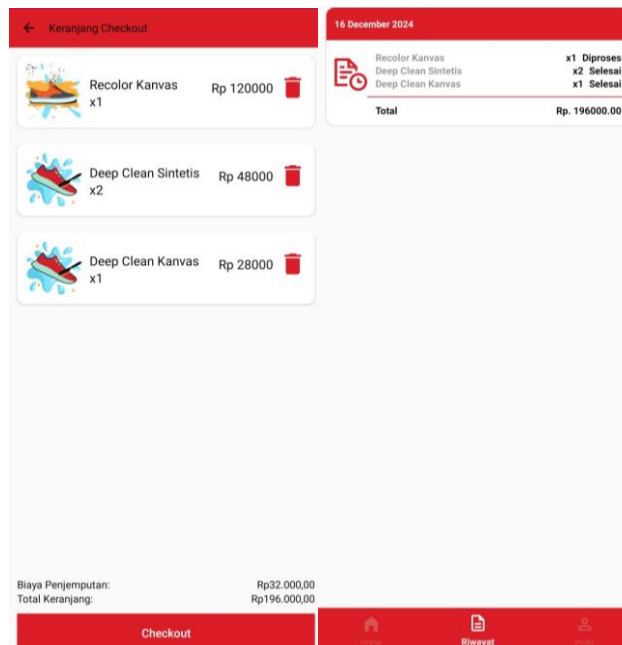 Keranjang Checkout
Recolor Kanvas
x1
Rp 120000
Deep Clean Sintetis
x2
Rp 48000
Deep Clean Kanvas
x1
Rp 28000
Biaya Penjemputan: Rp32.000,00
Total Keranjang: Rp196.000,00
Checkout
16 December 2024
Recolor Kanvas x1 Diproses
Deep Clean Sintetis x2 Selesai
Deep Clean Kanvas x1 Selesai
Total Rp. 196000.00
Home Riwayat Profil